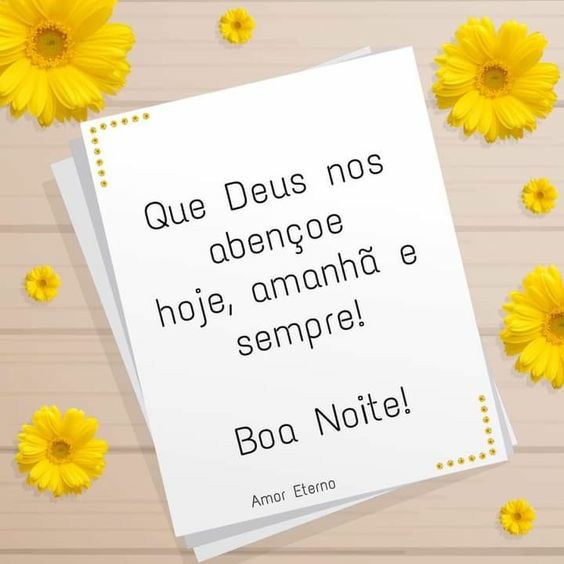 Que Deus nos
abençoe
hoje, amanhã e
sempre!
Boa Noite!
Amor Eterno